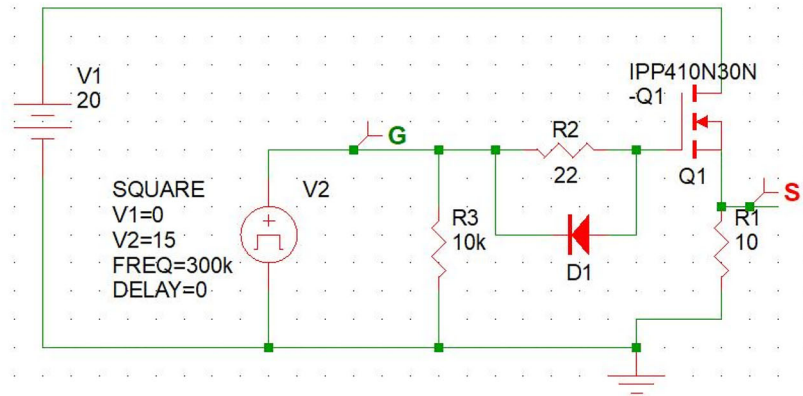 V1
20
IPP410N30N
-Q1
G
R2
22
Q1
S
SQUARE
V1=0
V2=15
FREQ=300k
DELAY=0
V2
R3
10k
D1
R1
10